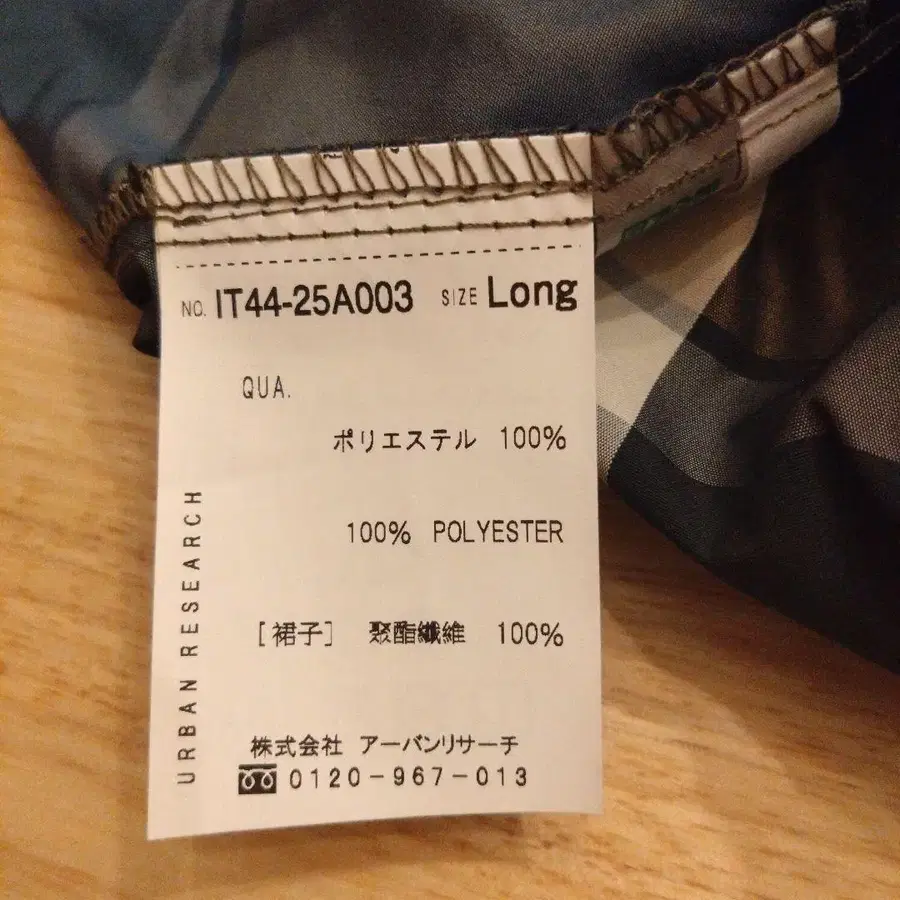 NO. IT44-25A003 SIZE Long
QUA.
ポリエステル 100%
100% POLYESTER
[裙子] 聚酯纖維 100%
URBAN RESEARCH
株式会社 アーバンリサーチ
0120-967-013